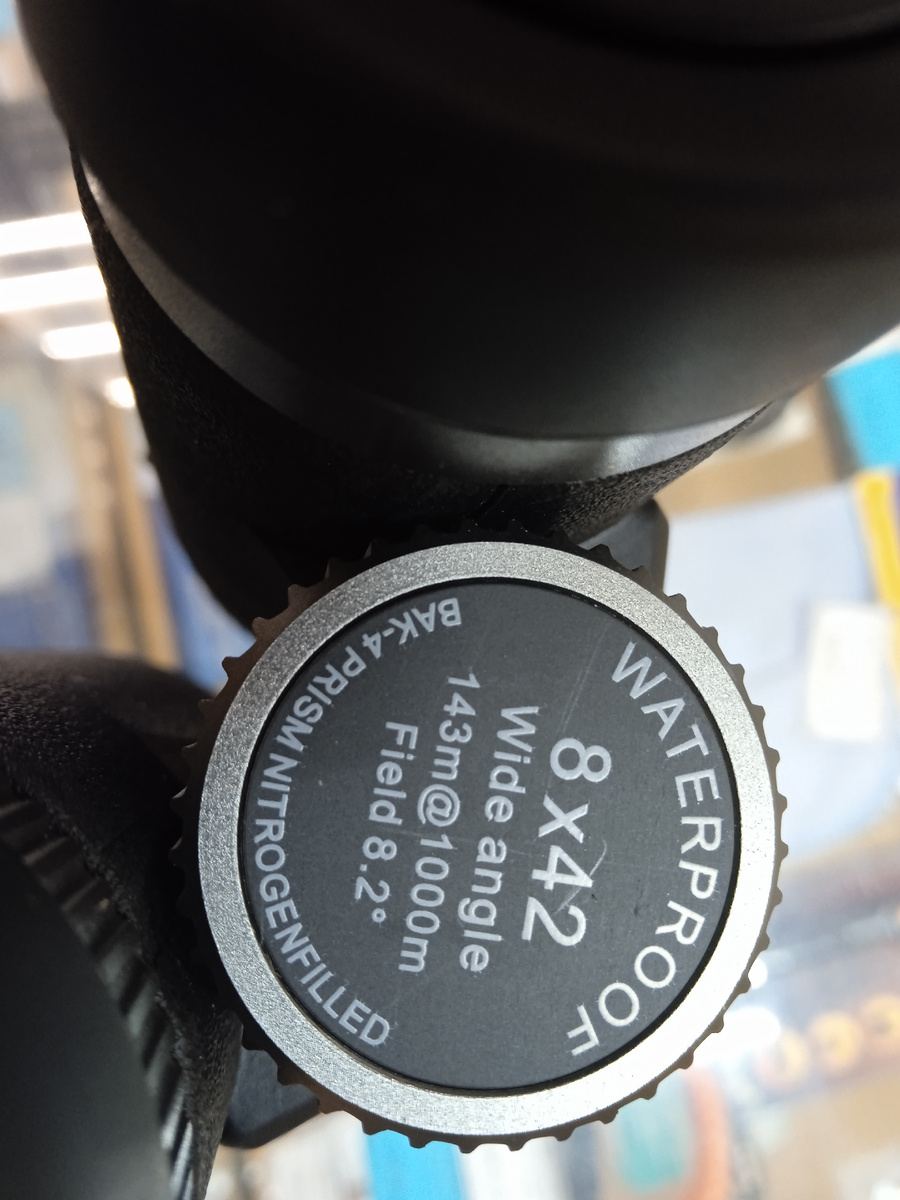 WATERPROOF
8x42
Wide angle
143m@1000m
Field 8.2°
BAK-4 PRISM NITROGENFILLED